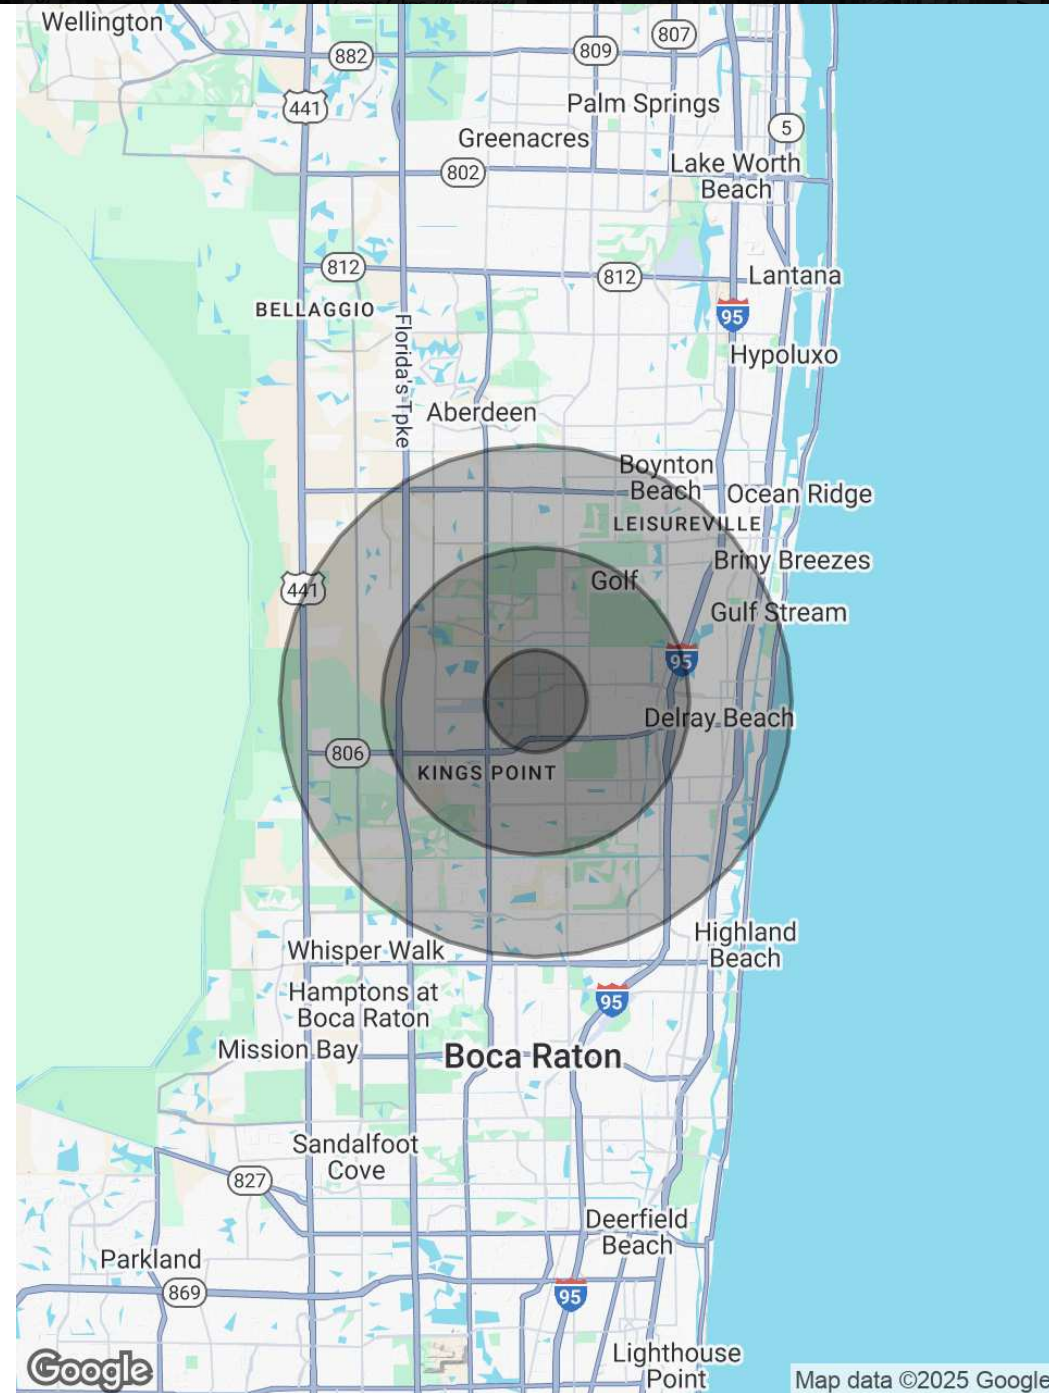 Wellington
807
809
882
441
Palm Springs
5
Greenacres
802
Lake Worth
Beach
812
812
Lantana
BELLAGGIO
95
Florida's Tpke
Hypoluxo
Aberdeen
Boynton
Beach
Ocean Ridge
LEISUREVILLE
Briny Breezes
Golf
441
Gulf Stream
95
Delray Beach
806
KINGS POINT
Highland
Beach
Whisper Walk
Hamptons at
Boca Raton
95
Mission Bay
Boca Raton
Sandalfoot
Cove
827
Deerfield
Beach
Parkland
869
95
Lighthouse
Point
Google
Map data ©2025 Google